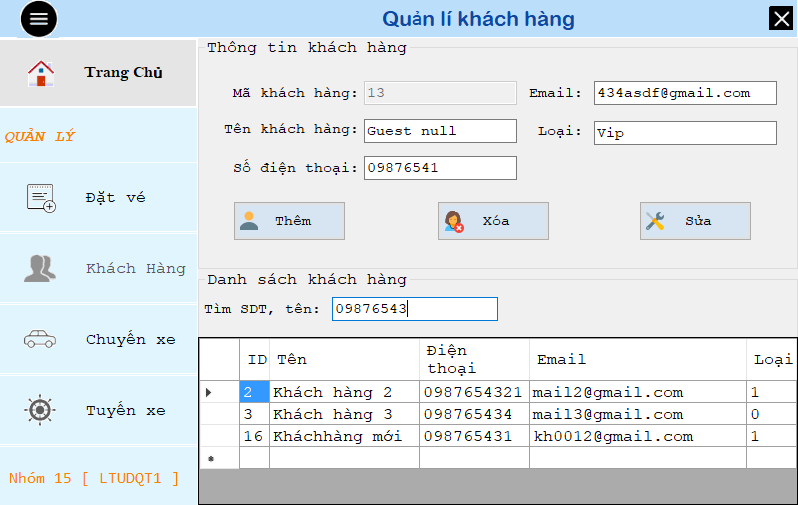 Quản lí khách hàng
Trang Chủ
QUẢN LÝ
Đặt vé
Khách Hàng
Chuyến xe
Tuyến xe
Nhóm 15 [ LTUDQT1 ]
Thông tin khách hàng
Mã khách hàng: 13 Email: 434asdf@gmail.com
Tên khách hàng: Guest null Loại: Vip
Số điện thoại: 09876541
Thêm Xóa Sửa
Danh sách khách hàng
Tìm SDT, tên: 09876543
ID Tên Điện thoại Email Loại
2 Khách hàng 2 0987654321 mail2@gmail.com 1
3 Khách hàng 3 098765434 mail3@gmail.com 0
16 Kháchhàng mới 098765431 kh0012@gmail.com 1